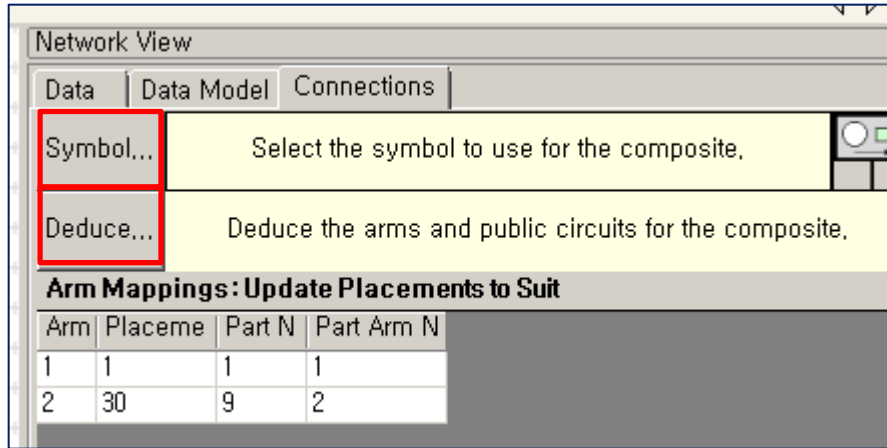 Network View
Data Data Model Connections
Symbol,,, Select the symbol to use for the composite,
Deduce,,, Deduce the arms and public circuits for the composite,
Arm Mappings: Update Placements to Suit
Arm Placeme Part N Part Arm N
1 1 1 1
2 30 9 2